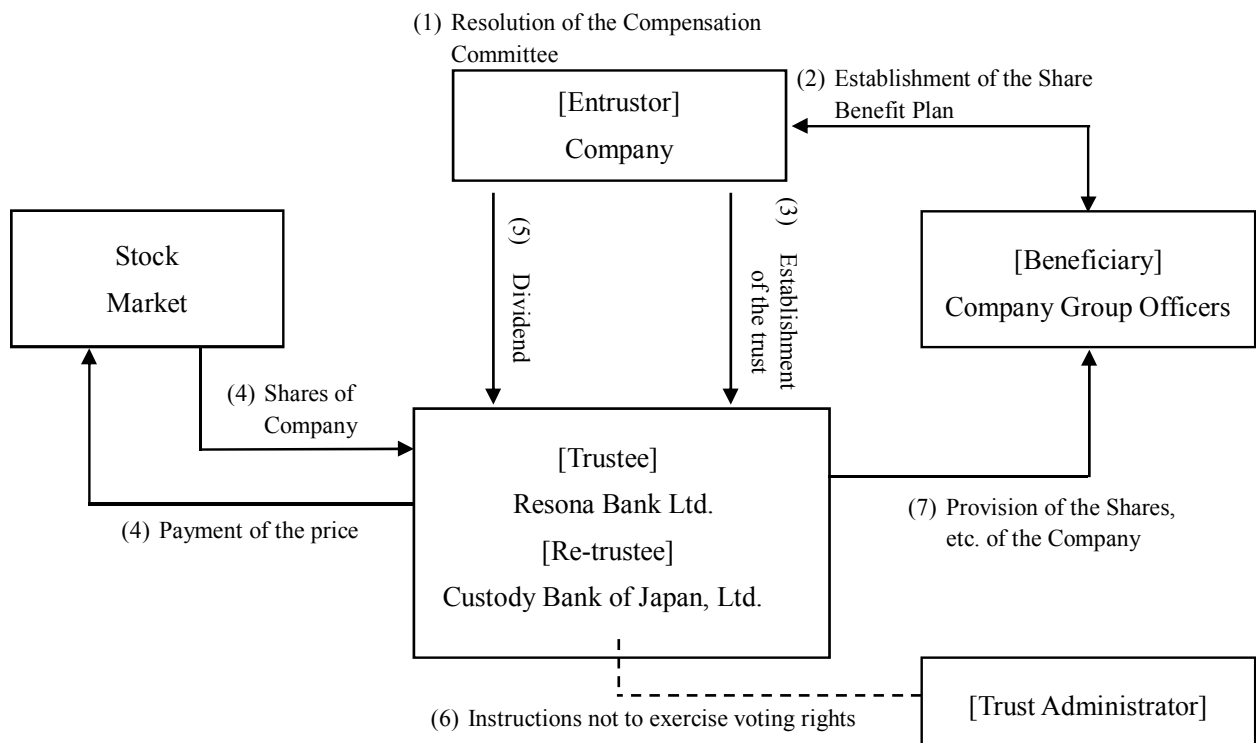 (1) Resolution of the Compensation
Committee
[Entrustor]
Company
(2) Establishment of the Share
Benefit Plan
Stock
Market
(5) Dividend
(3) Establishment
of the trust
[Beneficiary]
Company Group Officers
(4) Shares of
Company
(4) Payment of the price
[Trustee]
Resona Bank Ltd.
[Re-trustee]
Custody Bank of Japan, Ltd.
(7) Provision of the Shares,
etc. of the Company
(6) Instructions not to exercise voting rights
[Trust Administrator]